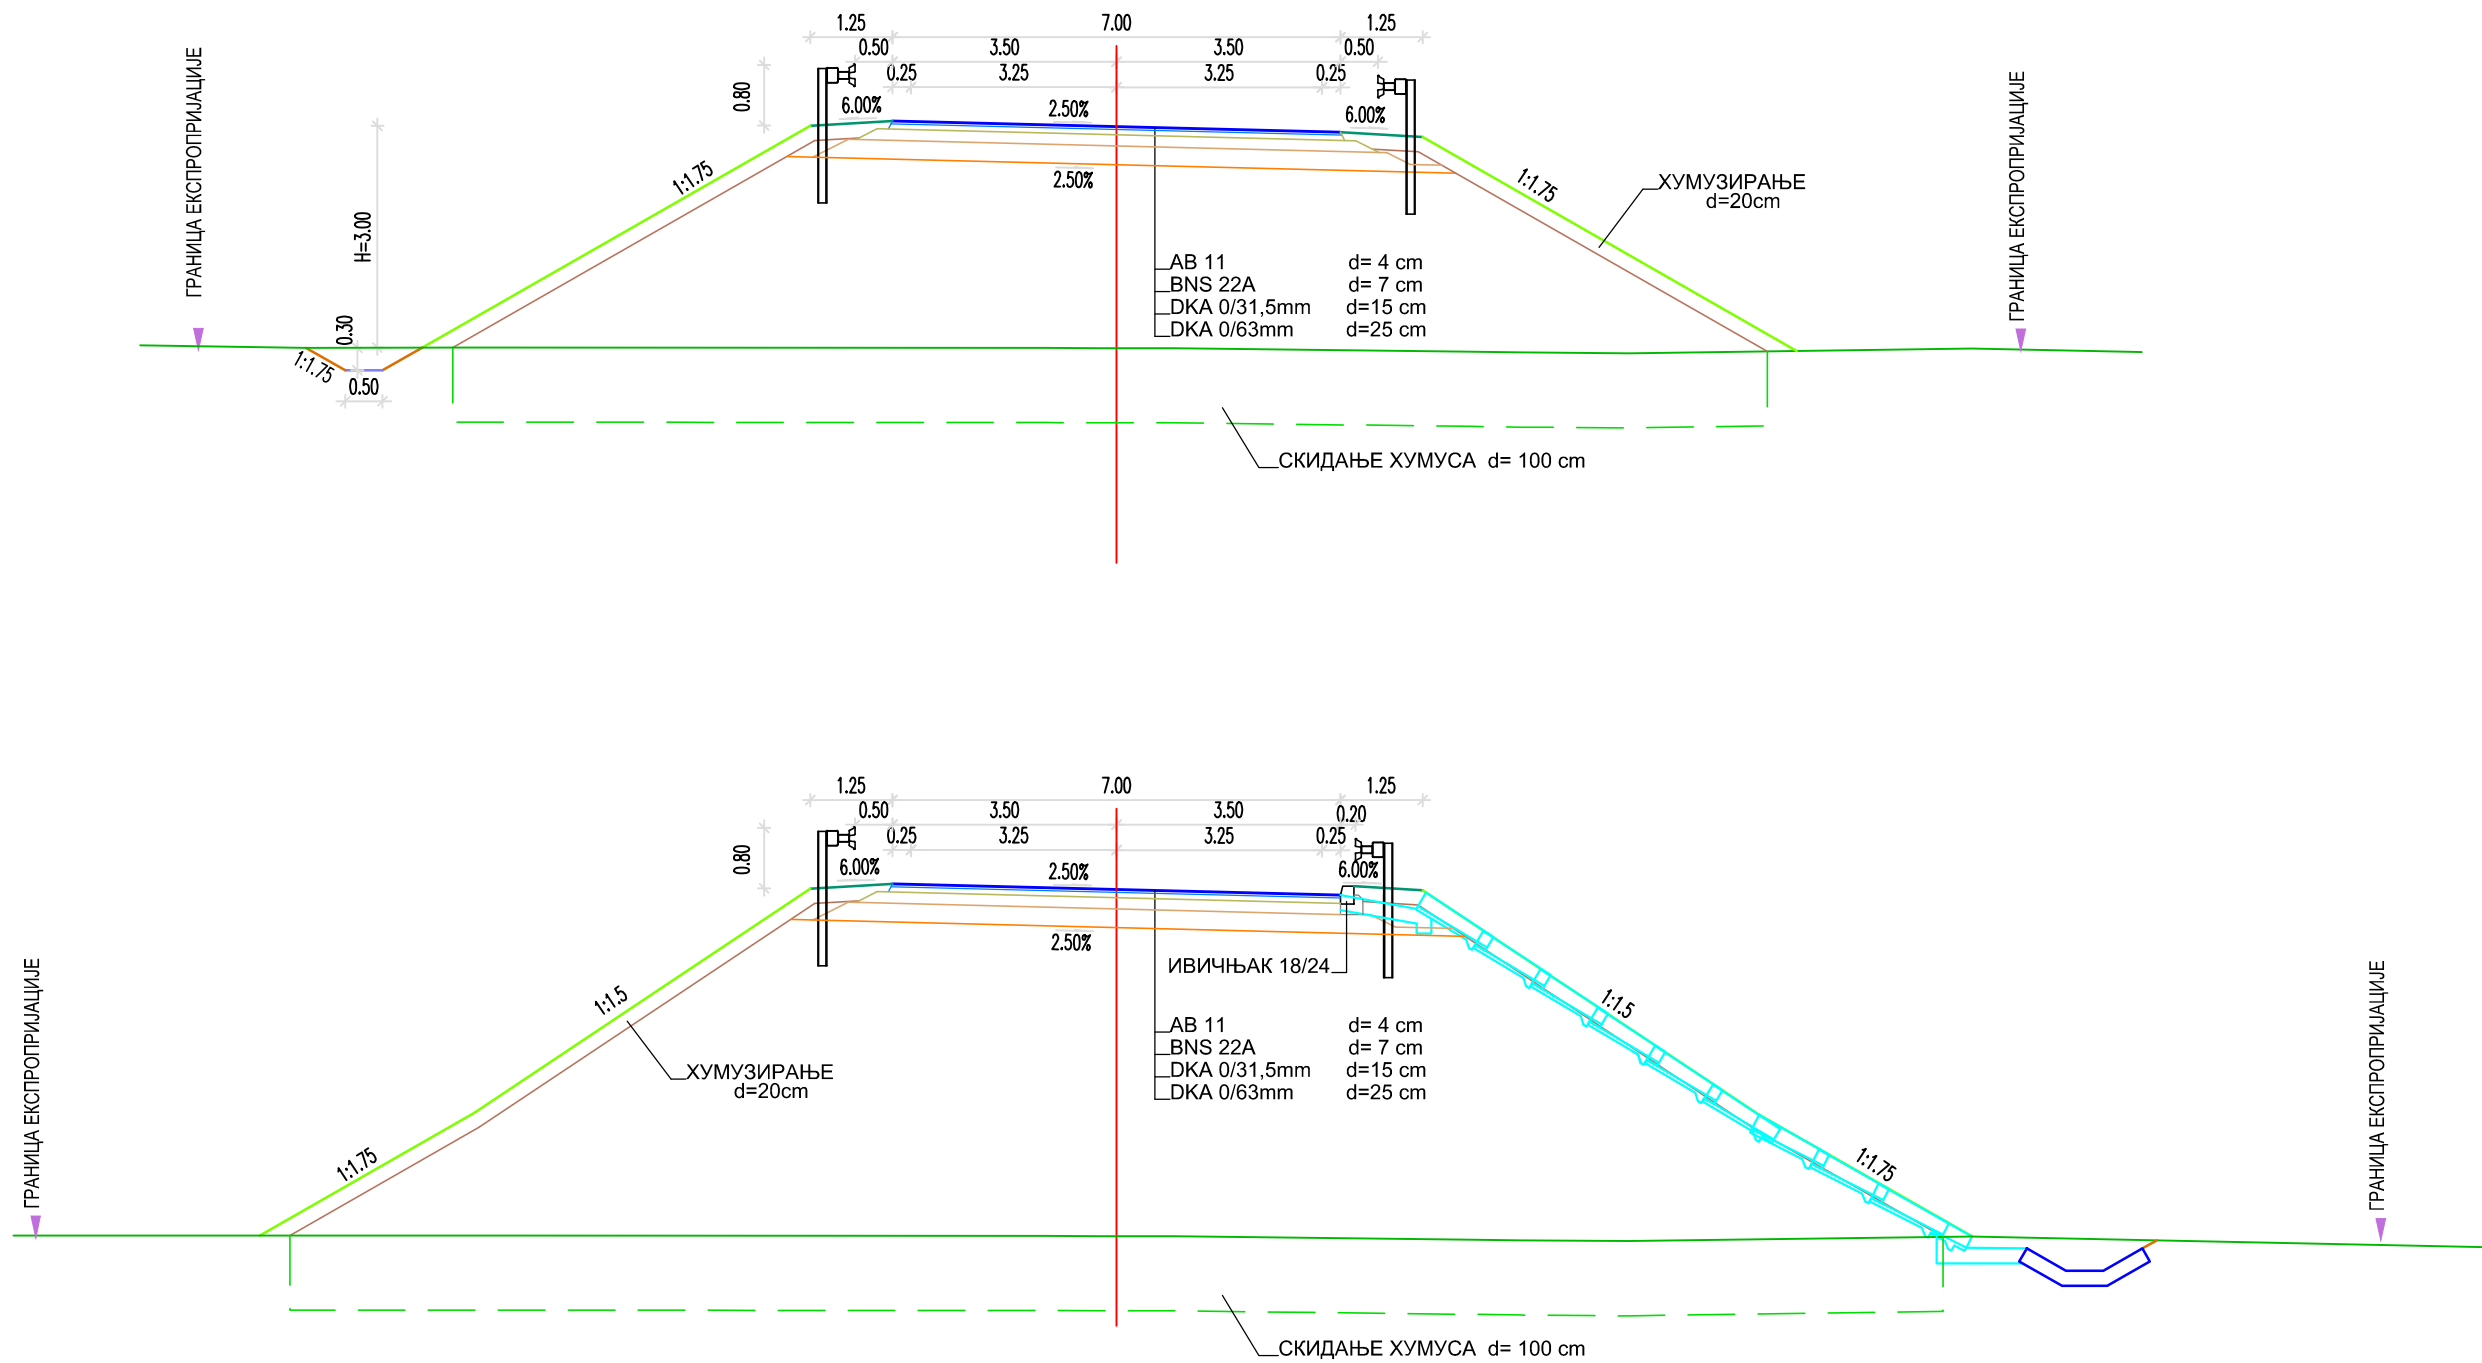 1.25 7.00 1.25
0.50 3.50 3.50 0.50
0.25 3.25 3.25 0.25
0.80
6.00% 2.50% 6.00%
2.50%
ГРАНИЦА ЕКСПРОПРИЈАЦИЈЕ
ГРАНИЦА ЕКСПРОПРИЈАЦИЈЕ
1:1.75
1:1.75
ХУМУЗИРАЊЕ
d=20cm
H=3.00
AB 11 d= 4 cm
BNS 22A d= 7 cm
DKA 0/31,5mm d=15 cm
DKA 0/63mm d=25 cm
0.30
1:1.75
0.50
СКИДАЊЕ ХУМУСА d= 100 cm
1.25 7.00 1.25
0.50 3.50 3.50 0.20
0.25 3.25 3.25 0.25
0.80
6.00% 2.50% 6.00%
2.50%
ИВИЧЊАК 18/24
ГРАНИЦА ЕКСПРОПРИЈАЦИЈЕ
ГРАНИЦА ЕКСПРОПРИЈАЦИЈЕ
1:1.5
1:1.5
AB 11 d= 4 cm
BNS 22A d= 7 cm
DKA 0/31,5mm d=15 cm
DKA 0/63mm d=25 cm
ХУМУЗИРАЊЕ
d=20cm
1:1.75
1:1.75
СКИДАЊЕ ХУМУСА d= 100 cm